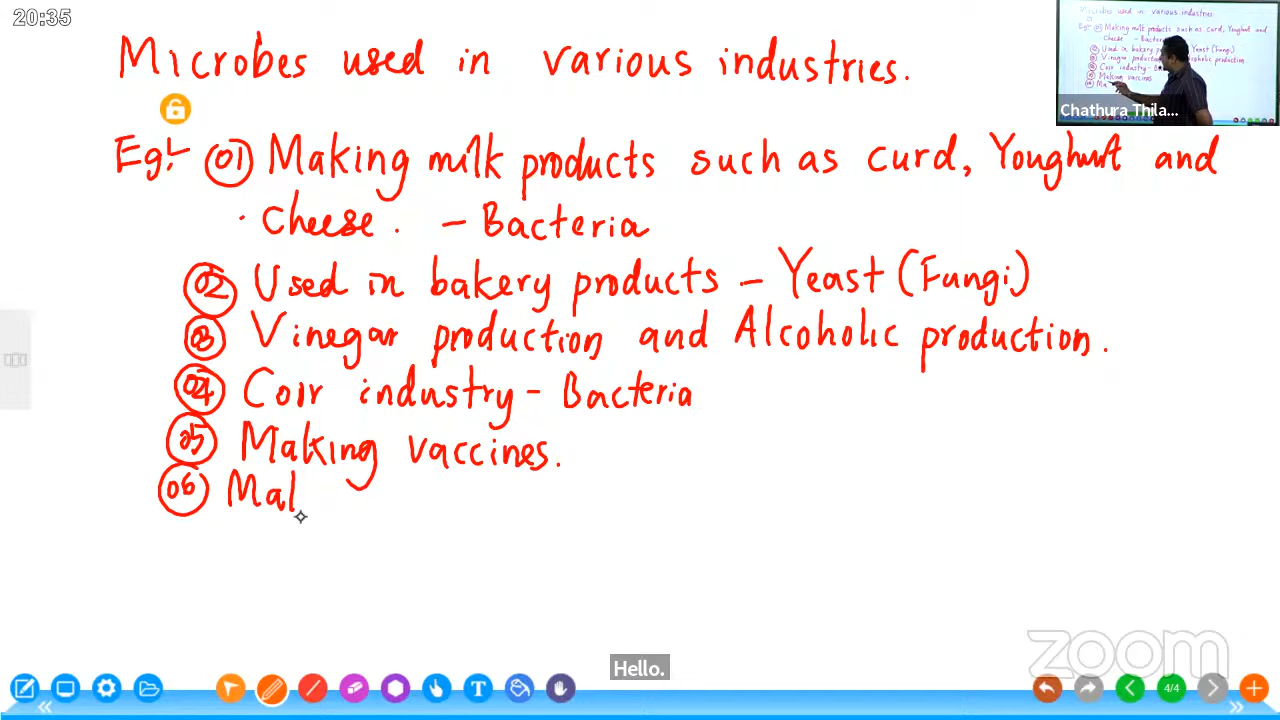 20:35
Microbes used in various industries.
Eg:- 01 Making milk products such as curd, Youghurt and
cheese. - Bacteria
02 Used in bakery products - Yeast (Fungi)
03 Vinegar production and Alcoholic production.
04 Coir industry - Bacteria
05 Making vaccines.
06 Mak
Chathura Thila...
Hello.
zoom
4/4